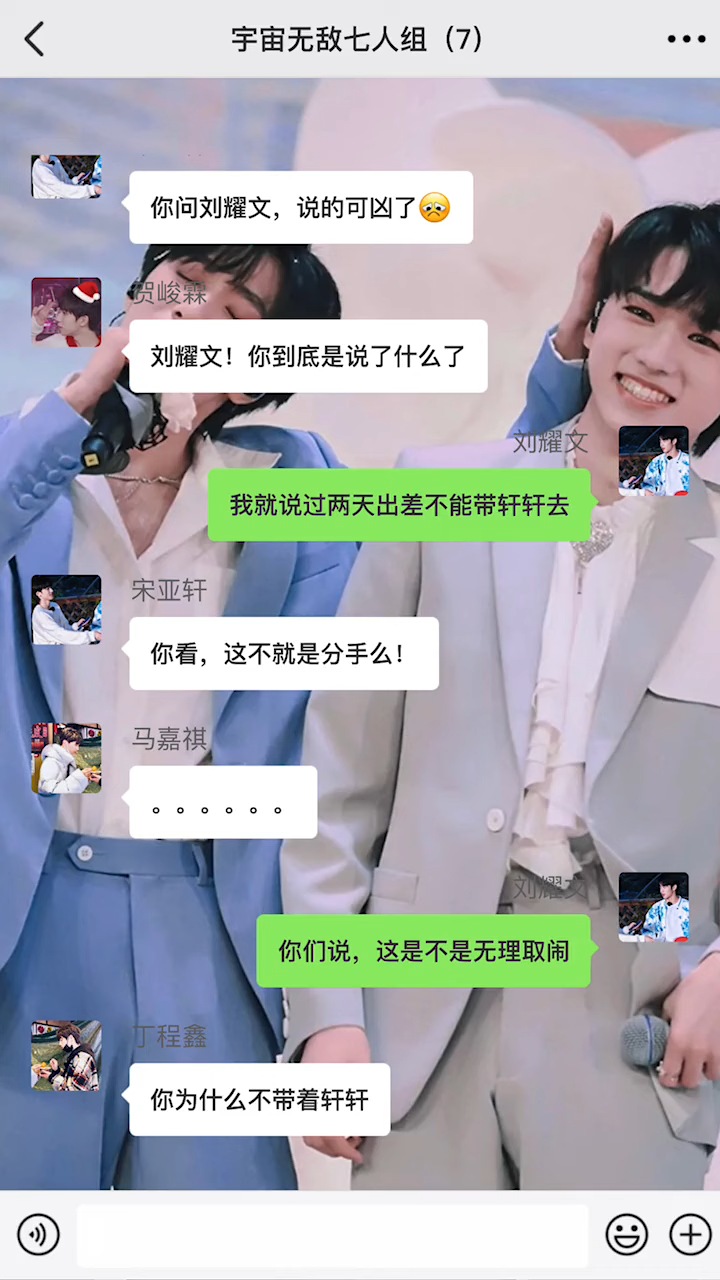 宇宙无敌七人组（7）
你问刘耀文，说的可凶了😟
贺峻霖
刘耀文！你到底是说了什么了
刘耀文
我就说过两天出差不能带轩轩去
宋亚轩
你看，这不就是分手么！
马嘉祺
。。。。。。
刘耀文
你们说，这是不是无理取闹
丁程鑫
你为什么不带着轩轩